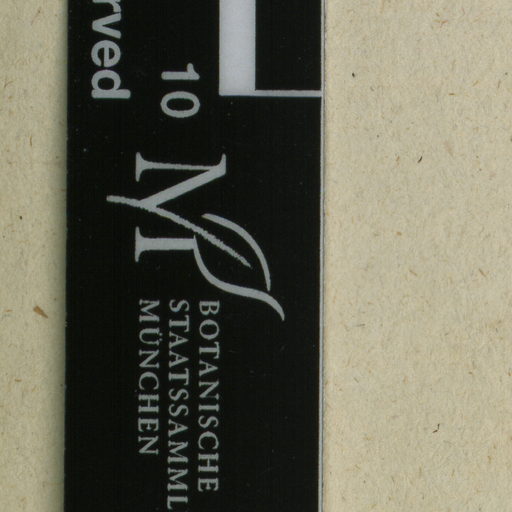 rved
10
BOTANISCHE
STAATSSAMML
MÜNCHEN